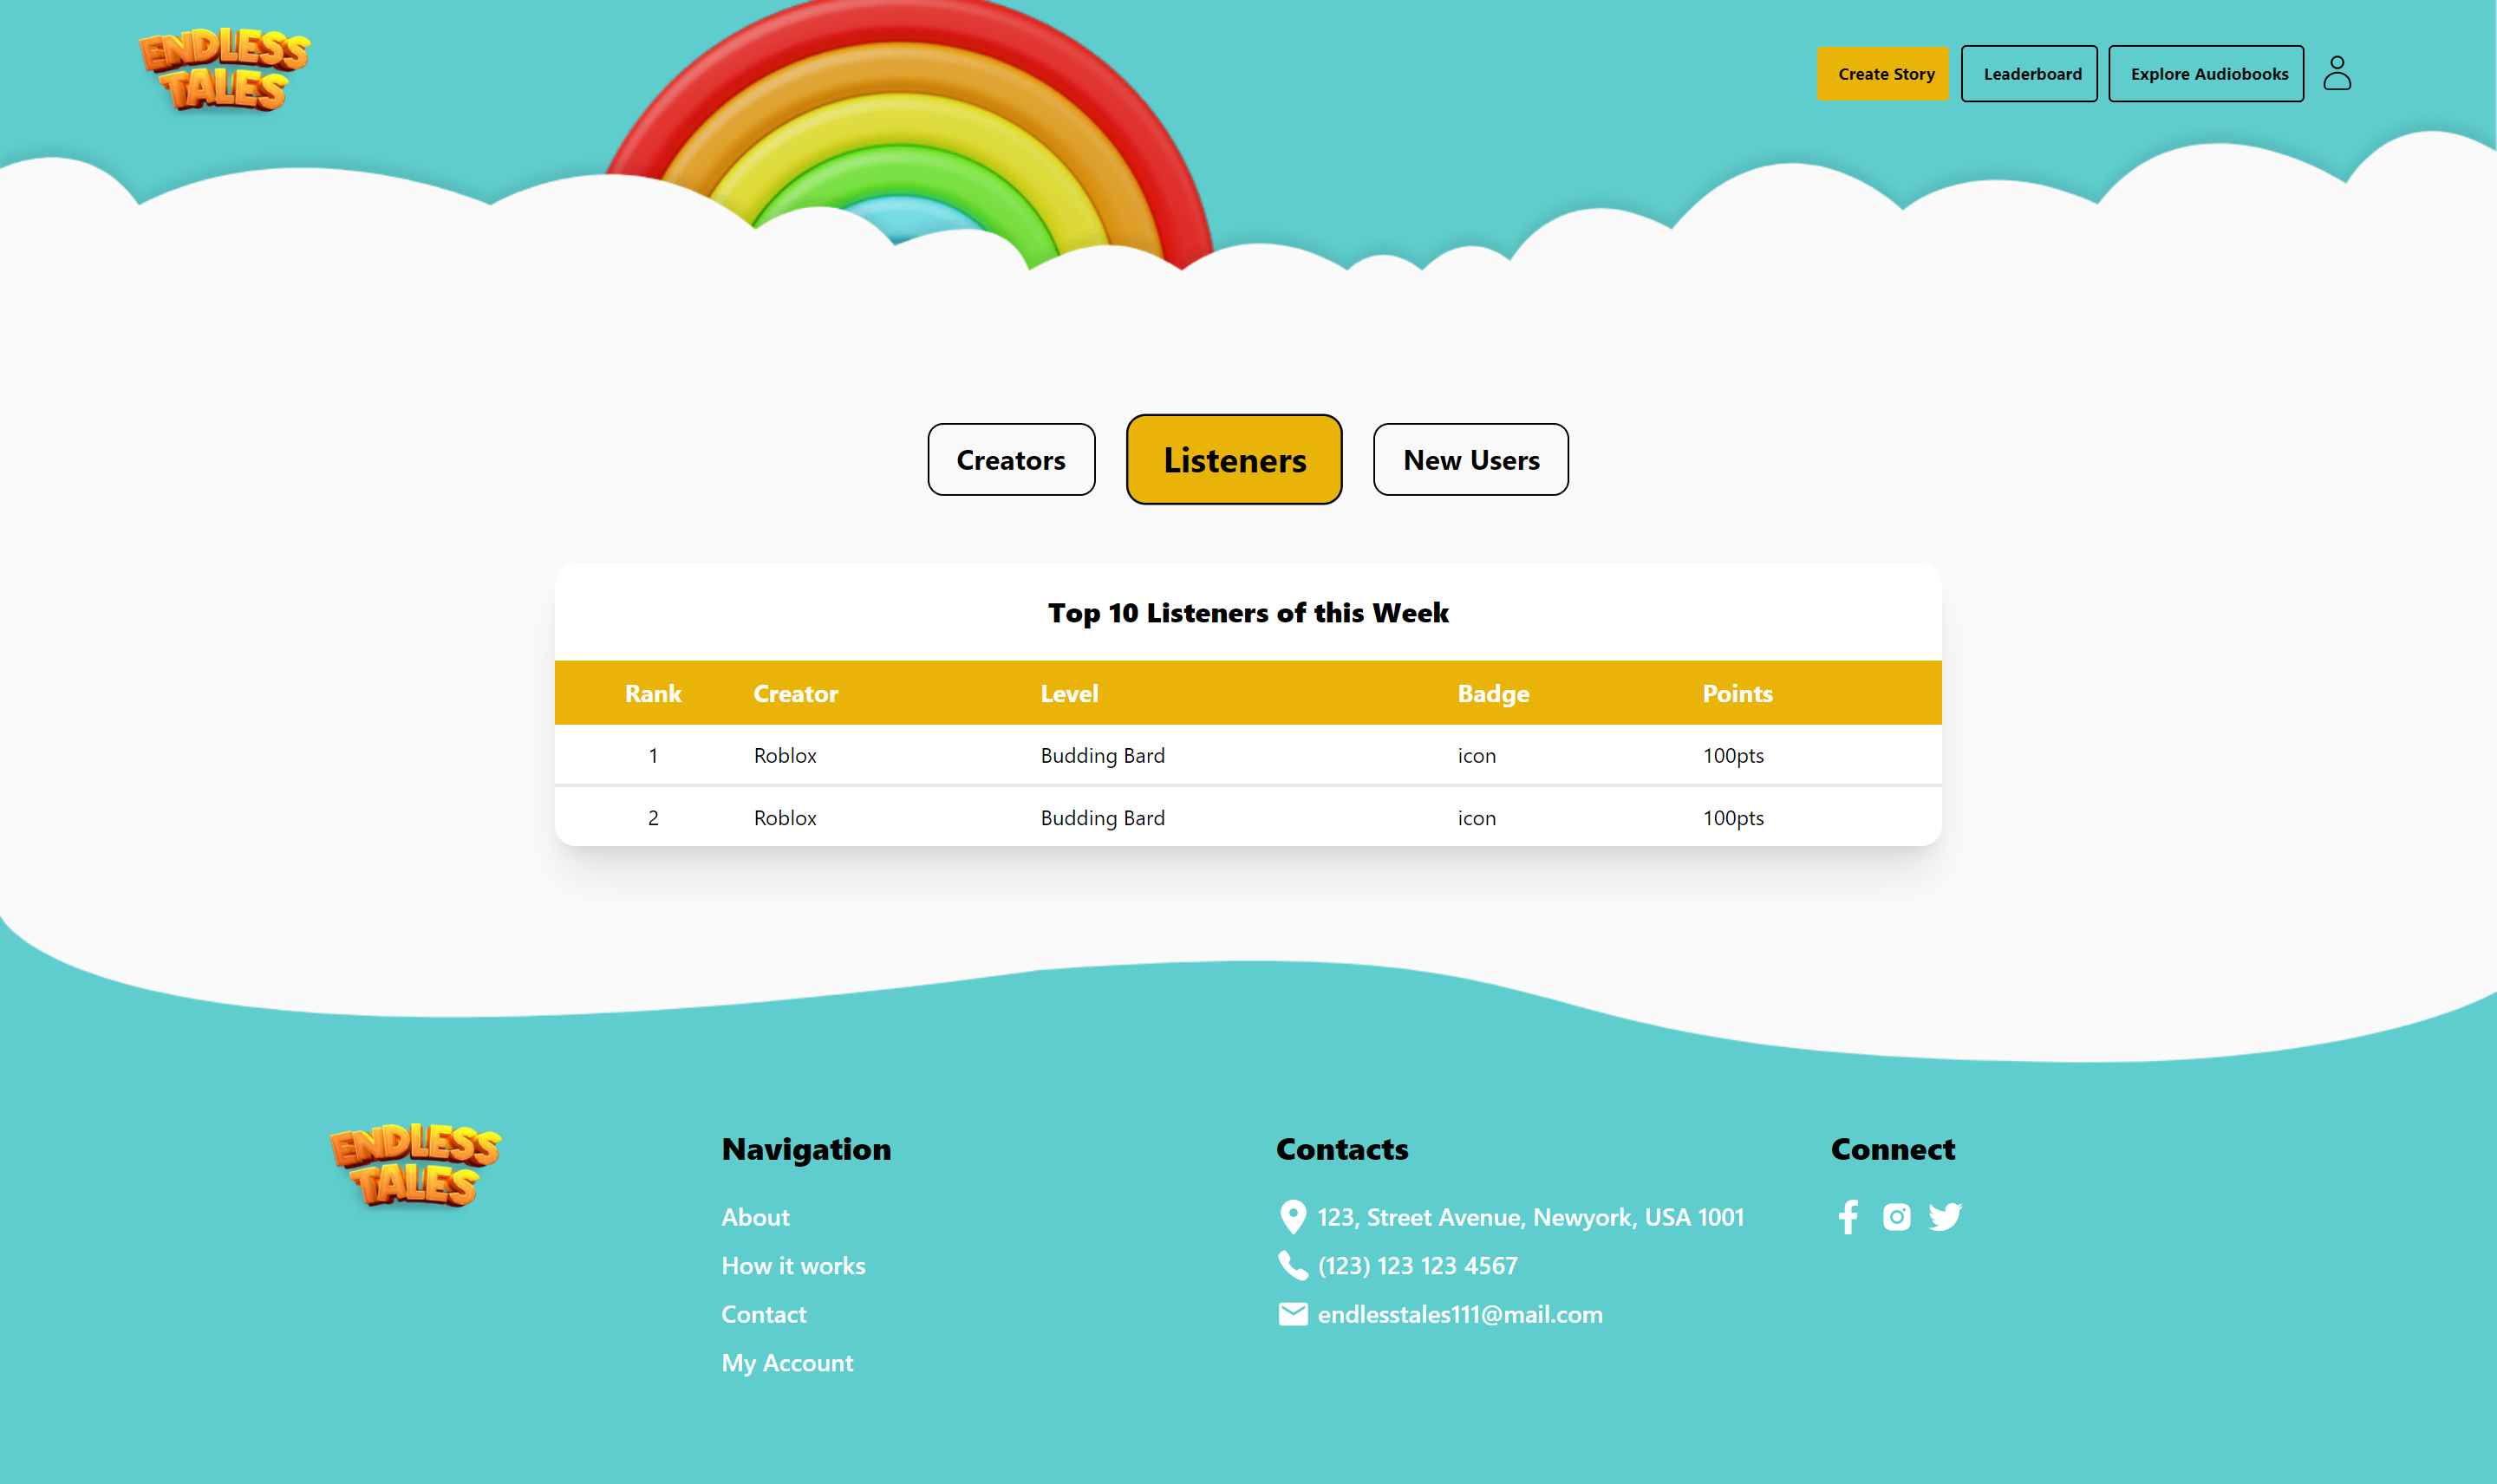 ENDLESS
TALES
Create Story
Leaderboard
Explore Audiobooks
Creators
Listeners
New Users
Top 10 Listeners of this Week
Rank Creator Level Badge Points
1 Roblox Budding Bard icon 100pts
2 Roblox Budding Bard icon 100pts
ENDLESS
TALES
Navigation
About
How it works
Contact
My Account
Contacts
123, Street Avenue, Newyork, USA 1001
(123) 123 123 4567
endlesstales111@mail.com
Connect